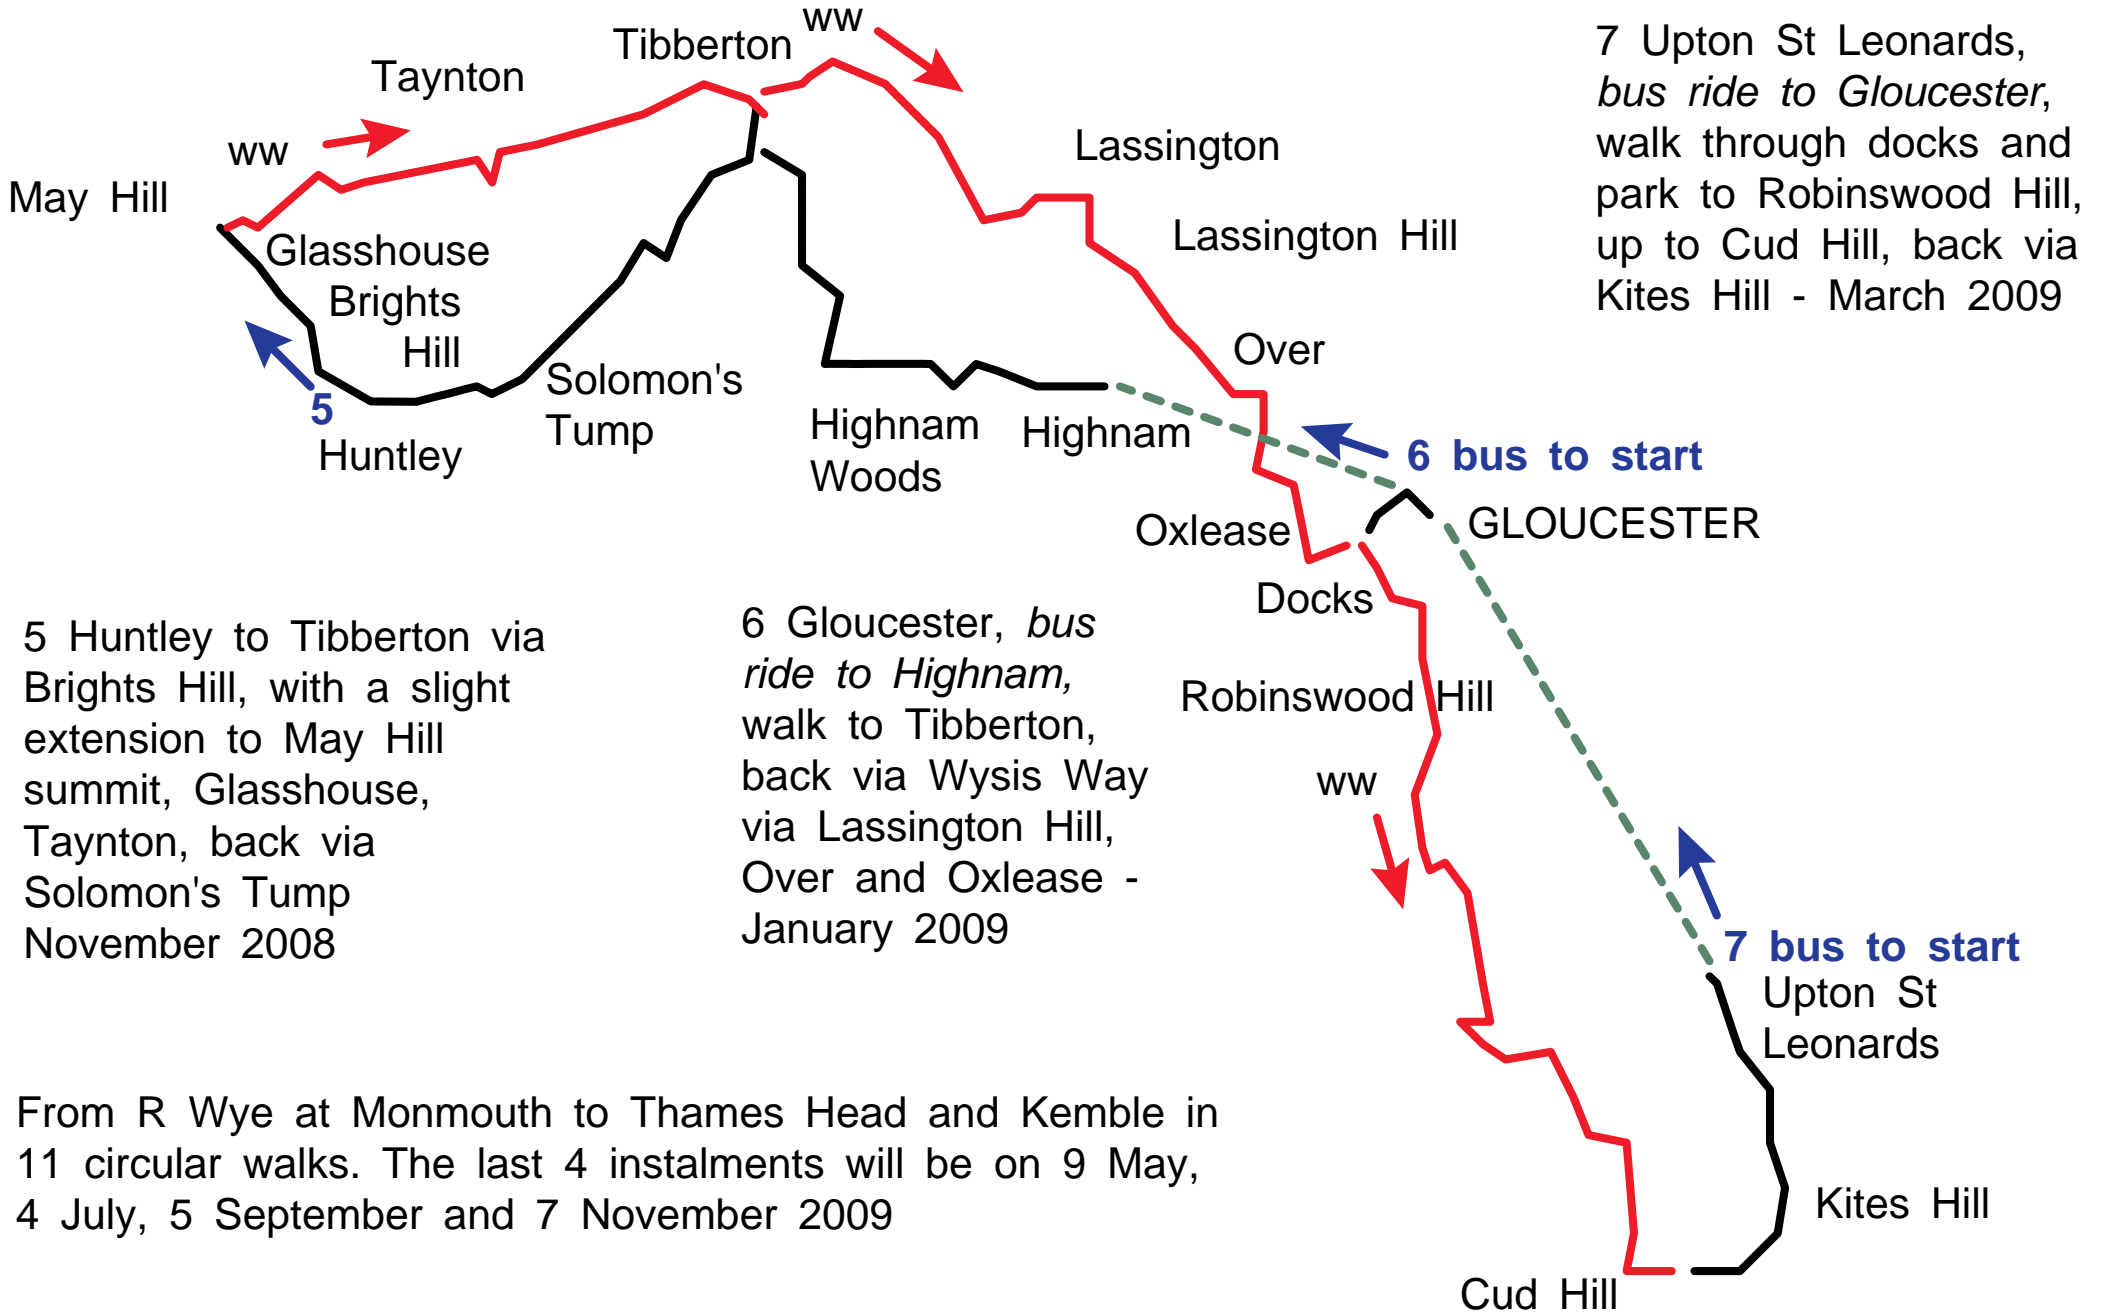 ww
Tibberton
Taynton
ww
May Hill
Glasshouse
Brights
Hill
5
Huntley
Solomon's
Tump
Highnam
Woods
Highnam
Lassington
Lassington Hill
Over
6 bus to start
GLOUCESTER
Oxlease
Docks
Robinswood Hill
ww
7 bus to start
Upton St
Leonards
Kites Hill
Cud Hill
7 Upton St Leonards,
bus ride to Gloucester,
walk through docks and
park to Robinswood Hill,
up to Cud Hill, back via
Kites Hill - March 2009
5 Huntley to Tibberton via
Brights Hill, with a slight
extension to May Hill
summit, Glasshouse,
Taynton, back via
Solomon's Tump
November 2008
6 Gloucester, bus
ride to Highnam,
walk to Tibberton,
back via Wysis Way
via Lassington Hill,
Over and Oxlease -
January 2009
From R Wye at Monmouth to Thames Head and Kemble in
11 circular walks. The last 4 instalments will be on 9 May,
4 July, 5 September and 7 November 2009